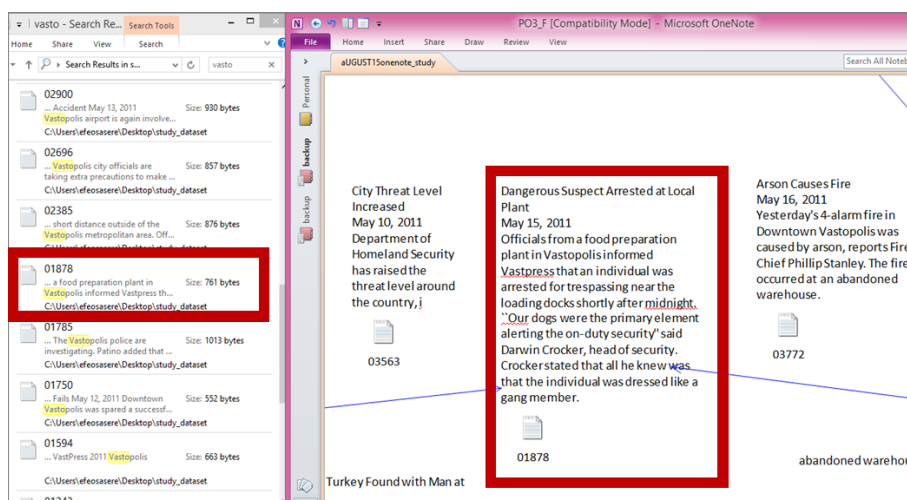 vasto - Search Re...
Search Tools
Home Share View Search
Search Results in s...
vasto
02900
... Accident May 13, 2011
Size: 930 bytes
Vastopolis airport is again involve...
C:\Users\efeosasere\Desktop\study_dataset
02696
... Vastopolis city officials are
Size: 857 bytes
taking extra precautions to make ...
C:\Users\efeosasere\Desktop\study_dataset
02385
... short distance outside of the
Size: 876 bytes
Vastopolis metropolitan area. Off...
C:\Users\efeosasere\Desktop\study_dataset
01878
... a food preparation plant in
Size: 761 bytes
Vastopolis informed Vastpress th...
C:\Users\efeosasere\Desktop\study_dataset
01785
... The Vastopolis police are
Size: 1013 bytes
investigating. Patino added that ...
C:\Users\efeosasere\Desktop\study_dataset
01750
... Fails May 12, 2011 Downtown
Size: 552 bytes
Vastopolis was spared a successf...
C:\Users\efeosasere\Desktop\study_dataset
01594
... VastPress 2011 Vastopolis
Size: 663 bytes
C:\Users\efeosasere\Desktop\study_dataset
PO3_F [Compatibility Mode] - Microsoft OneNote
File Home Insert Share Draw Review View
aUGUST15onenote_study
Search All Noteb
Personal
backup
backup
City Threat Level
Increased
May 10, 2011
Department of
Homeland Security
has raised the
threat level around
the country, i
03563
Dangerous Suspect Arrested at Local
Plant
May 15, 2011
Officials from a food preparation
plant in Vastopolis informed
Vastpress that an individual was
arrested for trespassing near the
loading docks shortly after midnight.
``Our dogs were the primary element
alerting the on-duty security" said
Darwin Crocker, head of security.
Crocker stated that all he knew was
that the individual was dressed like a
gang member.
01878
Arson Causes Fire
May 16, 2011
Yesterday's 4-alarm fire in
Downtown Vastopolis was
caused by arson, reports Fire
Chief Phillip Stanley. The fire
occurred at an abandoned
warehouse.
03772
Turkey Found with Man at
abandoned warehou